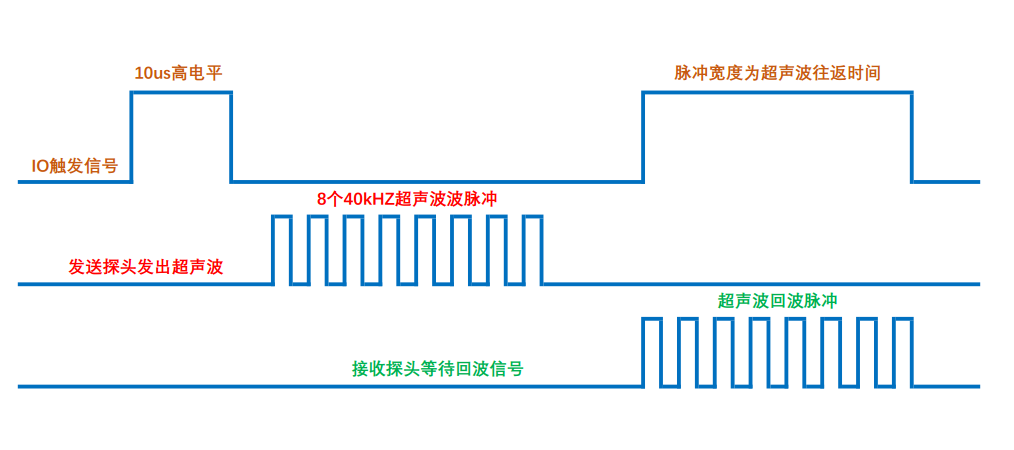 10us高电平
脉冲宽度为超声波往返时间
IO触发信号
8个40kHZ超声波波脉冲
发送探头发出超声波
超声波回波脉冲
接收探头等待回波信号